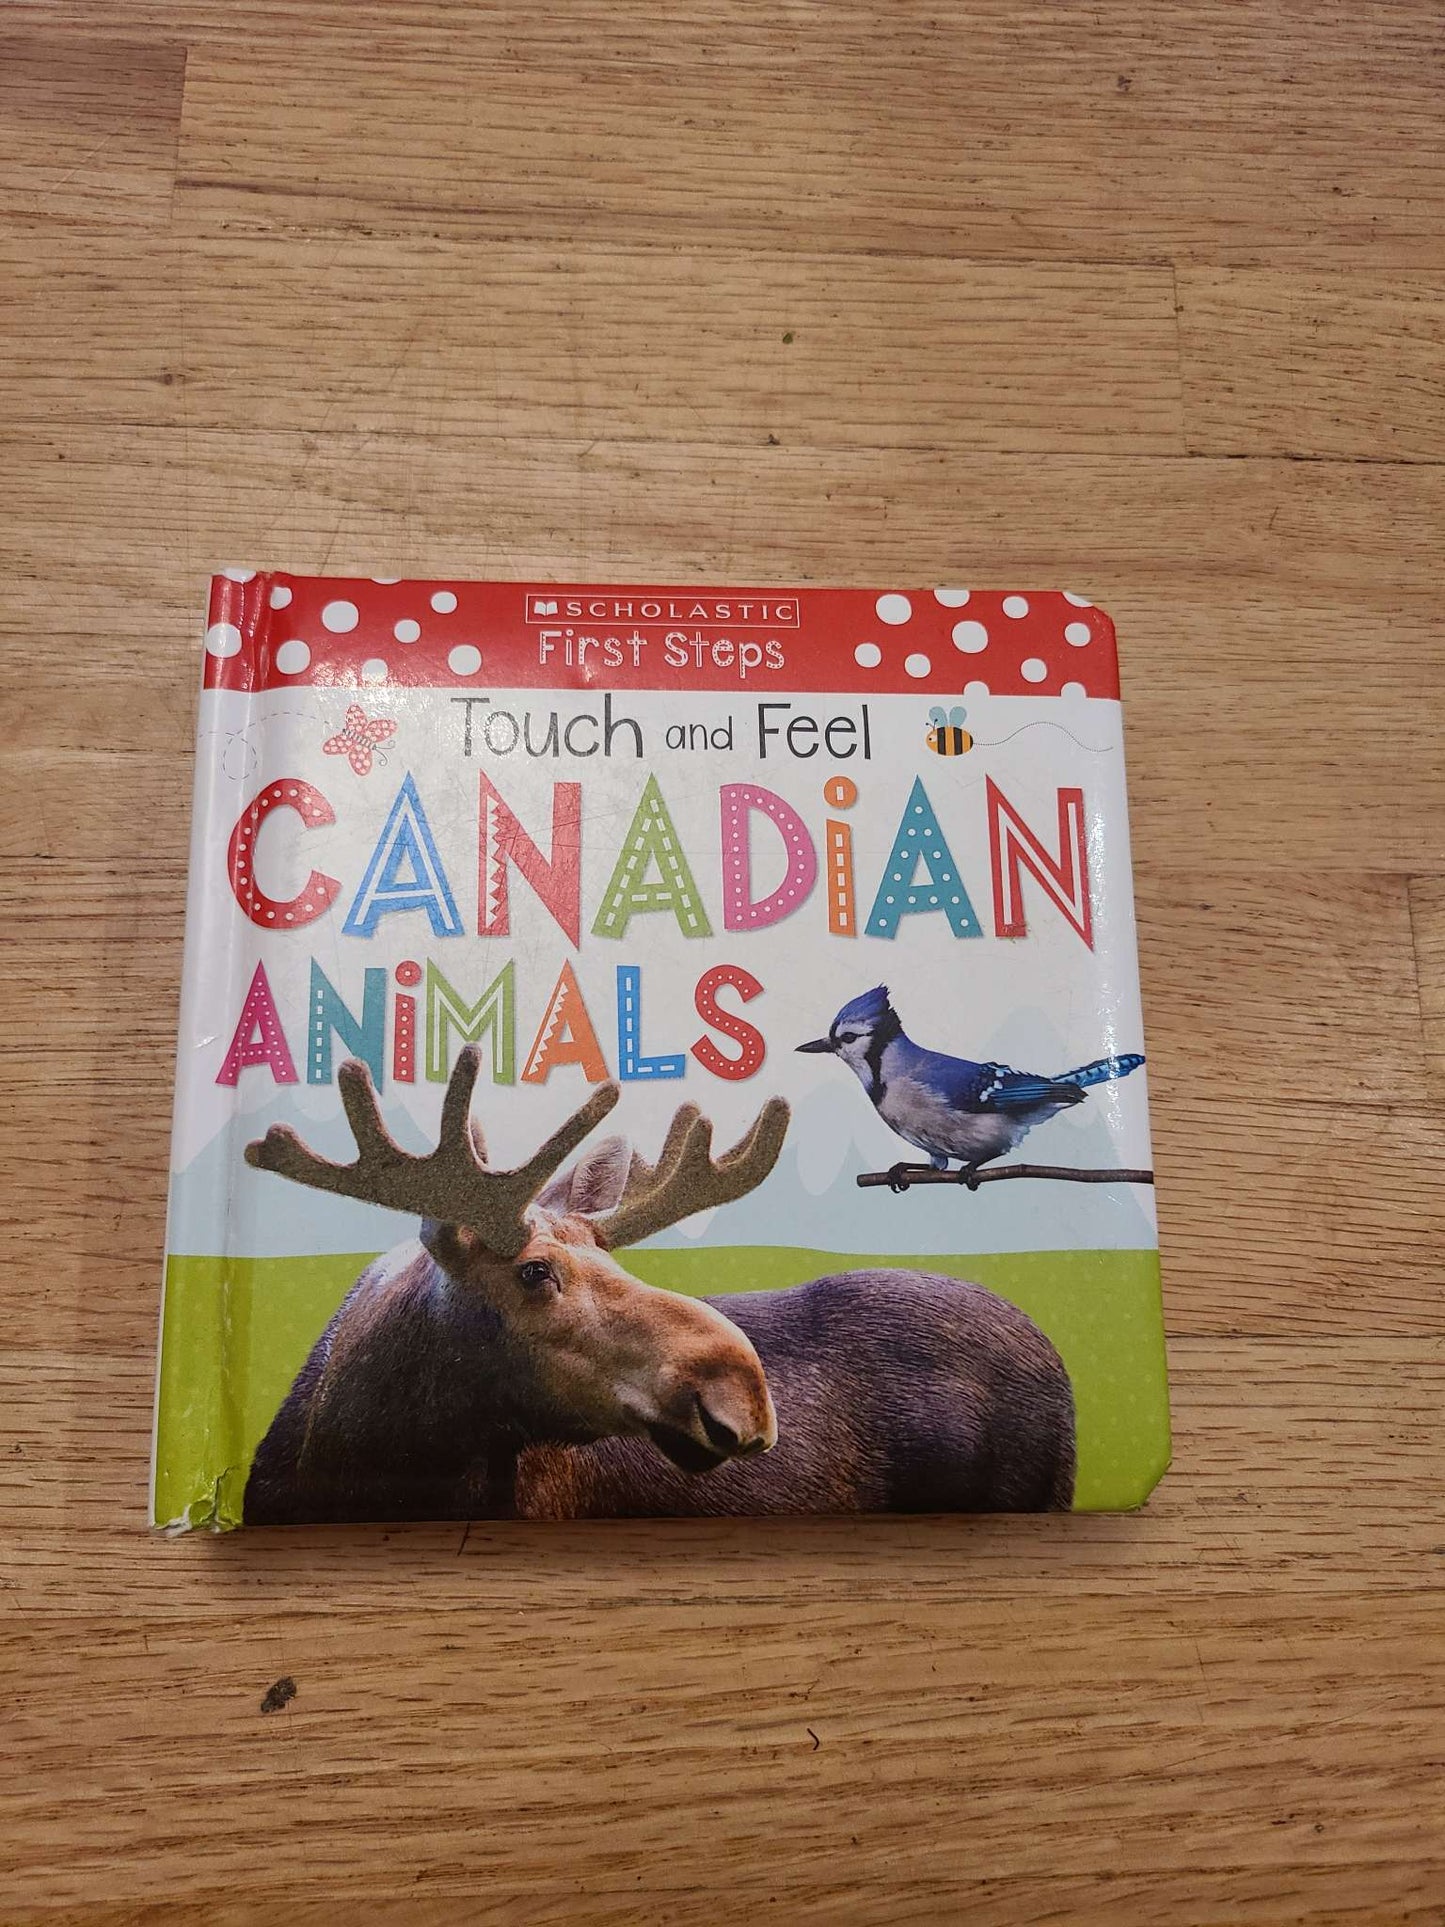 SCHOLASTIC
First Steps
Touch and Feel
CANADiAN
ANiMALS